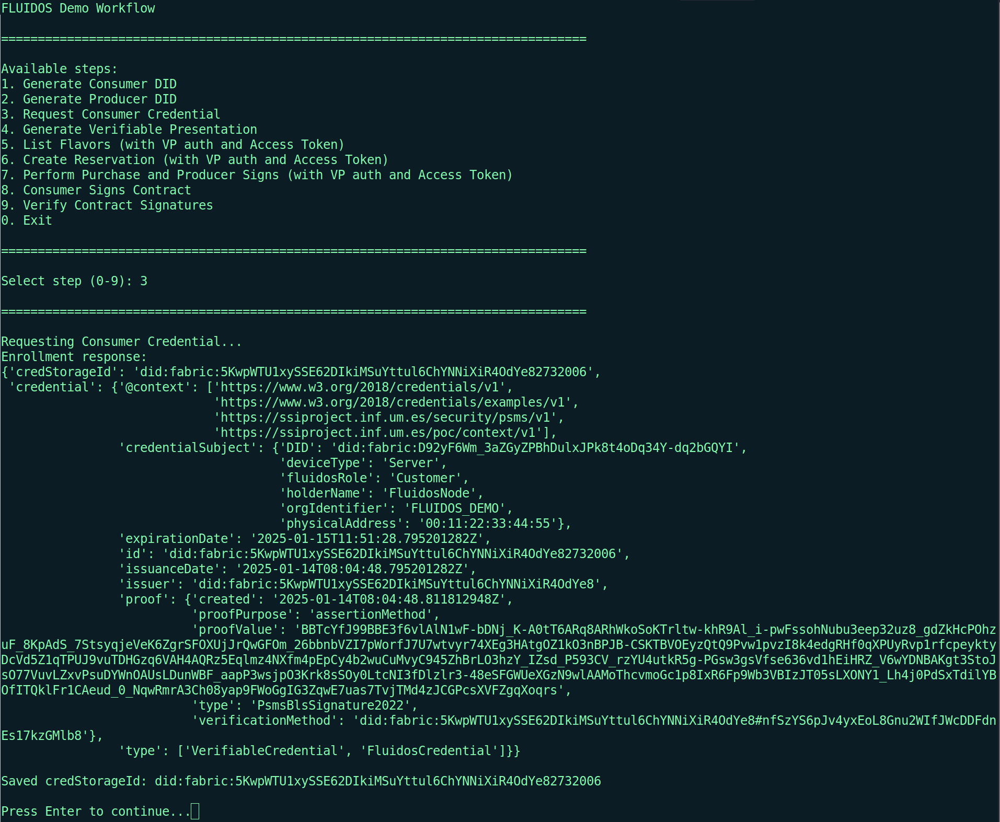 FLUIDOS Demo Workflow
================================================================================
Available steps:
1. Generate Consumer DID
2. Generate Producer DID
3. Request Consumer Credential
4. Generate Verifiable Presentation
5. List Flavors (with VP auth and Access Token)
6. Create Reservation (with VP auth and Access Token)
7. Perform Purchase and Producer Signs (with VP auth and Access Token)
8. Consumer Signs Contract
9. Verify Contract Signatures
0. Exit
================================================================================
Select step (0-9): 3
================================================================================
Requesting Consumer Credential...
Enrollment response:
{'credStorageId': 'did:fabric:5KwpWTU1xySSE62DIkiMSuYttul6ChYNNiXiR4OdYe82732006',
 'credential': {'@context': ['https://www.w3.org/2018/credentials/v1',
                             'https://www.w3.org/2018/credentials/examples/v1',
                             'https://ssiproject.inf.um.es/security/psms/v1',
                             'https://ssiproject.inf.um.es/poc/context/v1'],
                'credentialSubject': {'DID': 'did:fabric:D92yF6Wm_3aZGyZPBhDulxJPk8t4oDq34Y-dq2bGQYI',
                                      'deviceType': 'Server',
                                      'fluidosRole': 'Customer',
                                      'holderName': 'FluidosNode',
                                      'orgIdentifier': 'FLUIDOS_DEMO',
                                      'physicalAddress': '00:11:22:33:44:55'},
                'expirationDate': '2025-01-15T11:51:28.795201282Z',
                'id': 'did:fabric:5KwpWTU1xySSE62DIkiMSuYttul6ChYNNiXiR4OdYe82732006',
                'issuanceDate': '2025-01-14T08:04:48.795201282Z',
                'issuer': 'did:fabric:5KwpWTU1xySSE62DIkiMSuYttul6ChYNNiXiR4OdYe8',
                'proof': {'created': '2025-01-14T08:04:48.811812948Z',
                          'proofPurpose': 'assertionMethod',
                          'proofValue': 'BBTcYfJ99BBE3f6vlAlN1wF-bDNj_K-A0tT6ARq8ARhWkoSoKTrltw-khR9Al_i-pwFssohNubu3eep32uz8_gdZkHcPOhz
uF_8KpAdS_7StsyqjeVeK6ZgrSFOXUjJrQwGFOm_26bbnbVZI7pWorfJ7U7wtvyr74XEg3HAtgOZ1kO3nBPJB-CSKTBVOEyzQtQ9Pvw1pvzI8k4edgRHf0qXPUyRvp1rfcpeykty
DcVd5Z1qTPUJ9vuTDHGzq6VAH4AQRz5Eqlmz4NXfm4pEpCy4b2wuCuMvyC945ZhBrLO3hzY_IZsd_P593CV_rzYU4utkR5g-PGsw3gsVfse636vd1hEiHRZ_V6wYDNBAKgt3StoJ
sO77VuvLZxvPsuDYWnOAUsLDunWBF_aapP3wsjpO3Krk8sSOy0LtcNI3fDlzlr3-48eSFGWUeXGzN9wlAAMoThcvmoGc1p8IxR6Fp9Wb3VBIzJT05sLXONY1_Lh4j0PdSxTdilYB
OfITQklFr1CAeud_0_NqwRmrA3Ch08yap9FWoGgIG3ZqwE7uas7TvjTMd4zJCGPcsXVFZgqXoqrs',
                          'type': 'PsmsBlsSignature2022',
                          'verificationMethod': 'did:fabric:5KwpWTU1xySSE62DIkiMSuYttul6ChYNNiXiR4OdYe8#nfSzYS6pJv4yxEoL8Gnu2WIfJWcDDFdn
Es17kzGMlb8'},
                'type': ['VerifiableCredential', 'FluidosCredential']}}
Saved credStorageId: did:fabric:5KwpWTU1xySSE62DIkiMSuYttul6ChYNNiXiR4OdYe82732006
Press Enter to continue...